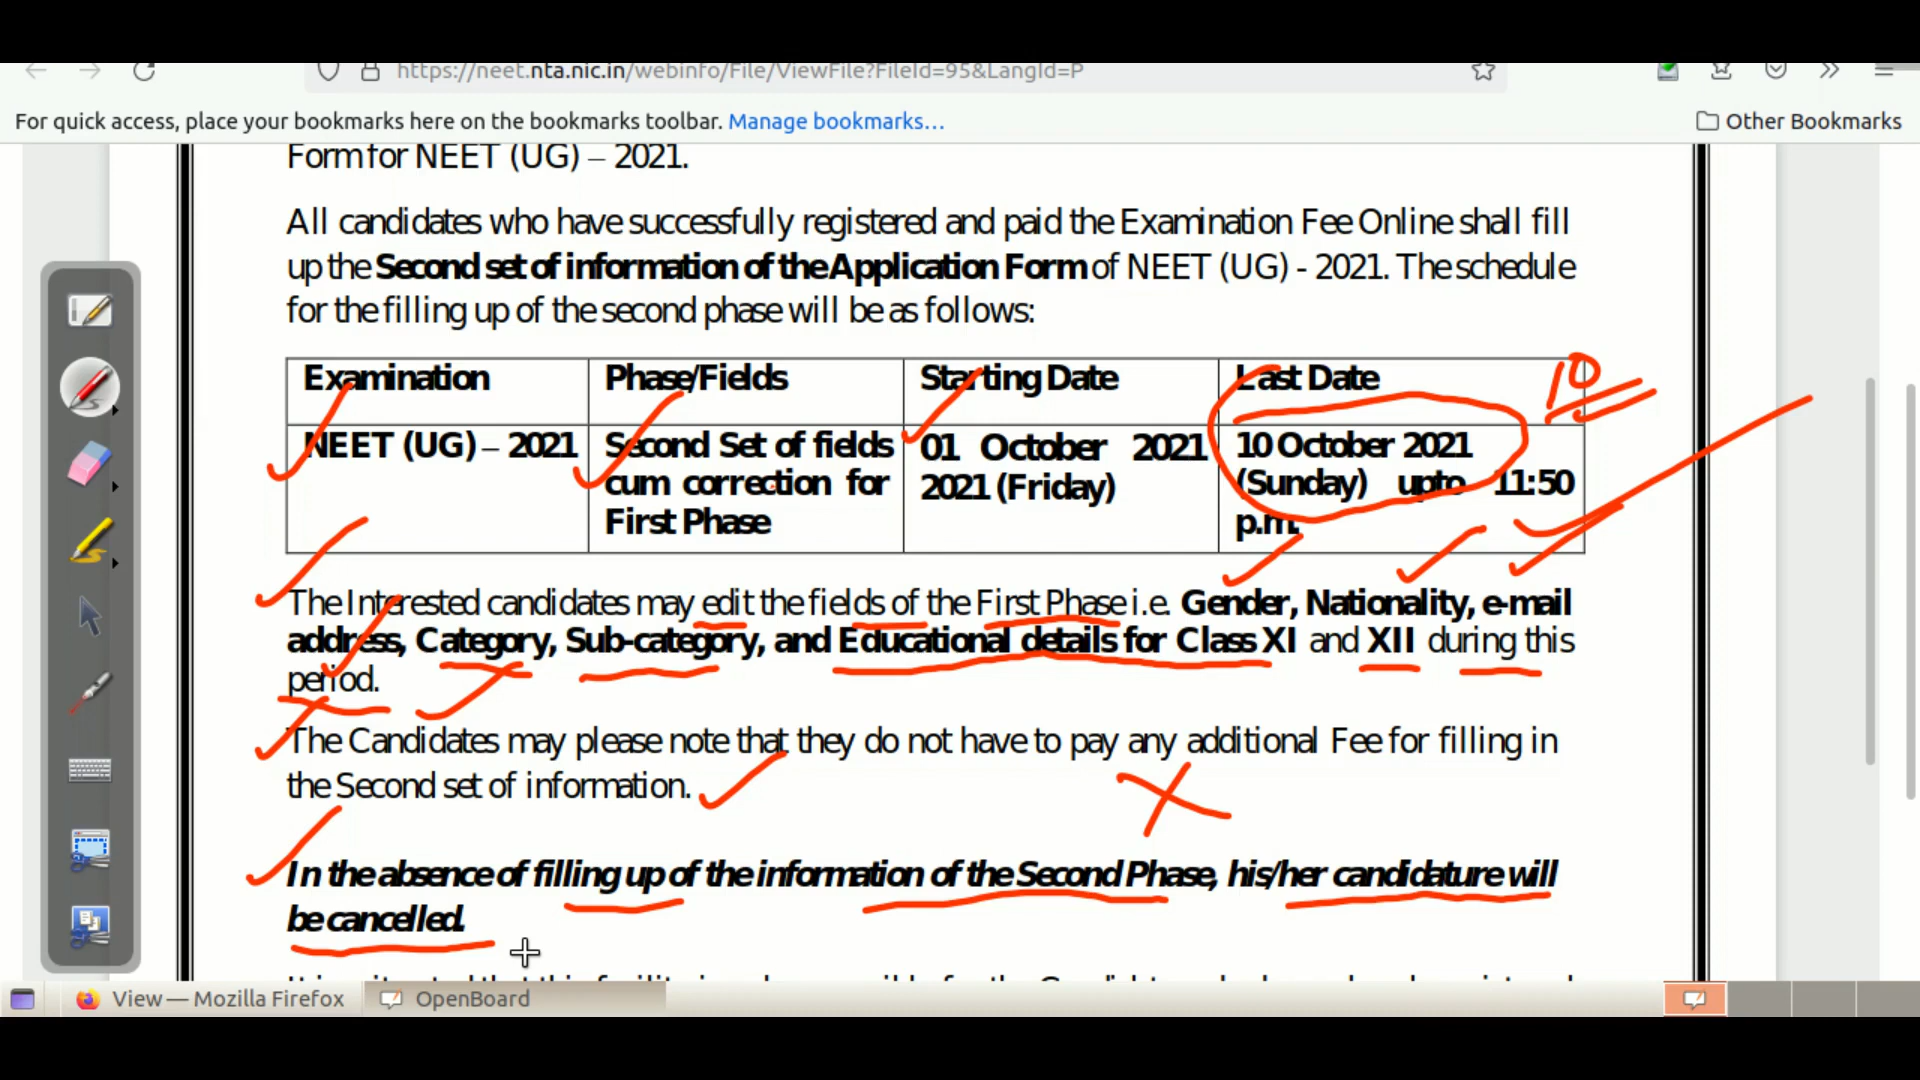 https://neet.nta.nic.in/webinfo/File/ViewFile?FileId=95&LangId=P
For quick access, place your bookmarks here on the bookmarks toolbar. Manage bookmarks... Other Bookmarks
Form for NEET (UG) – 2021.
All candidates who have successfully registered and paid the Examination Fee Online shall fill
up the Second set of information of the Application Form of NEET (UG) - 2021. The schedule
for the filling up of the second phase will be as follows:
Examination Phase/Fields Starting Date Last Date 10
NEET (UG) – 2021 Second Set of fields 01 October 2021 10 October 2021
cum correction for 2021 (Friday) (Sunday) upto 11:50
First Phase p.m.
The Interested candidates may edit the fields of the First Phase i.e. Gender, Nationality, e-mail
address, Category, Sub-category, and Educational details for Class XI and XII during this
period.
The Candidates may please note that they do not have to pay any additional Fee for filling in
the Second set of information.
In the absence of filling up of the information of the Second Phase, his/her candidature will
be cancelled.
View — Mozilla Firefox OpenBoard